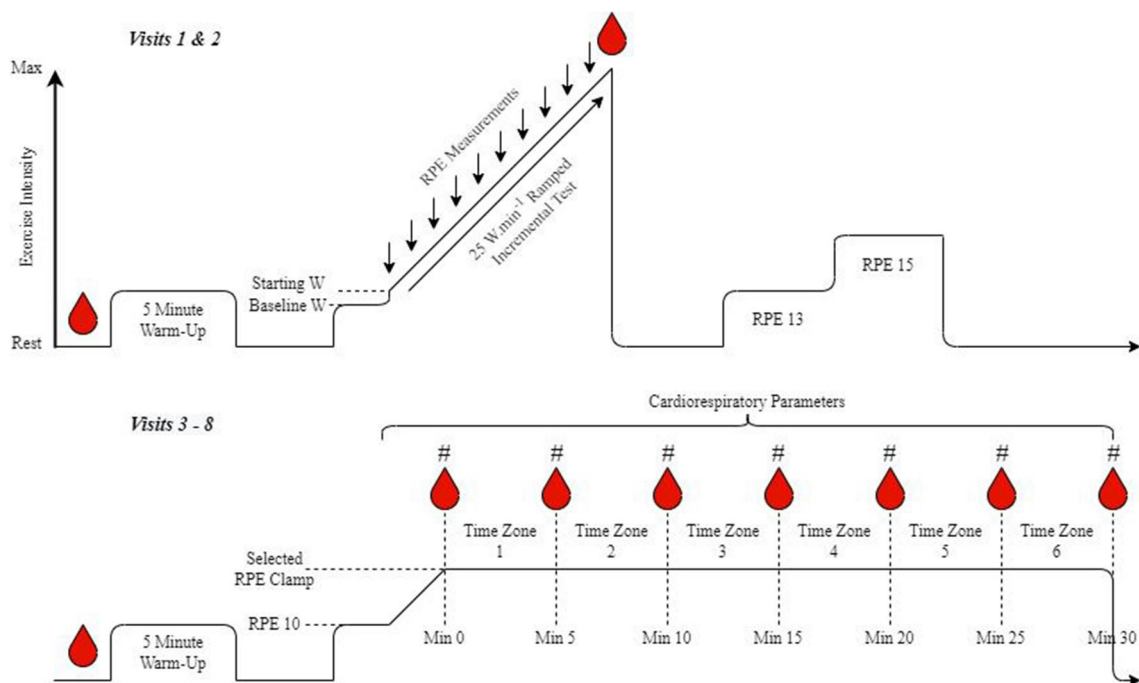 Visits 1 & 2
Max
Exercise Intensity
Rest
5 Minute
Warm-Up
Starting W
Baseline W
RPE Measurements
25 W.min-1 Ramped
Incremental Test
RPE 13
RPE 15
Visits 3 - 8
Cardiorespiratory Parameters
# # # # # # #
Time Zone 1
Time Zone 2
Time Zone 3
Time Zone 4
Time Zone 5
Time Zone 6
Selected
RPE Clamp
RPE 10
5 Minute
Warm-Up
Min 0 Min 5 Min 10 Min 15 Min 20 Min 25 Min 30